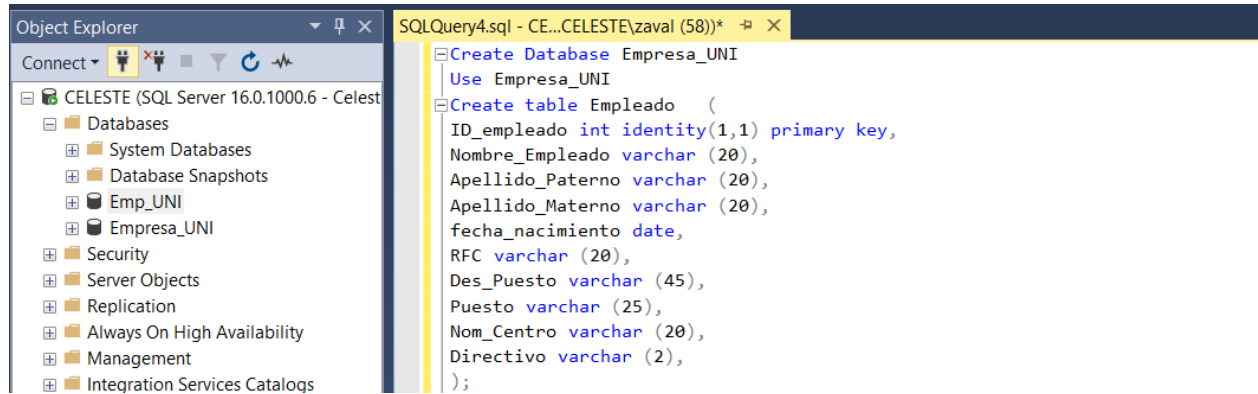 Object Explorer
Connect
CELESTE (SQL Server 16.0.1000.6 - Celest
Databases
System Databases
Database Snapshots
Emp_UNI
Empresa_UNI
Security
Server Objects
Replication
Always On High Availability
Management
Integration Services Catalogs
SQLQuery4.sql - CE...CELESTE\zaval (58))*
Create Database Empresa_UNI
Use Empresa_UNI
Create table Empleado   (
ID_empleado int identity(1,1) primary key,
Nombre_Empleado varchar (20),
Apellido_Paterno varchar (20),
Apellido_Materno varchar (20),
fecha_nacimiento date,
RFC varchar (20),
Des_Puesto varchar (45),
Puesto varchar (25),
Nom_Centro varchar (20),
Directivo varchar (2),
);